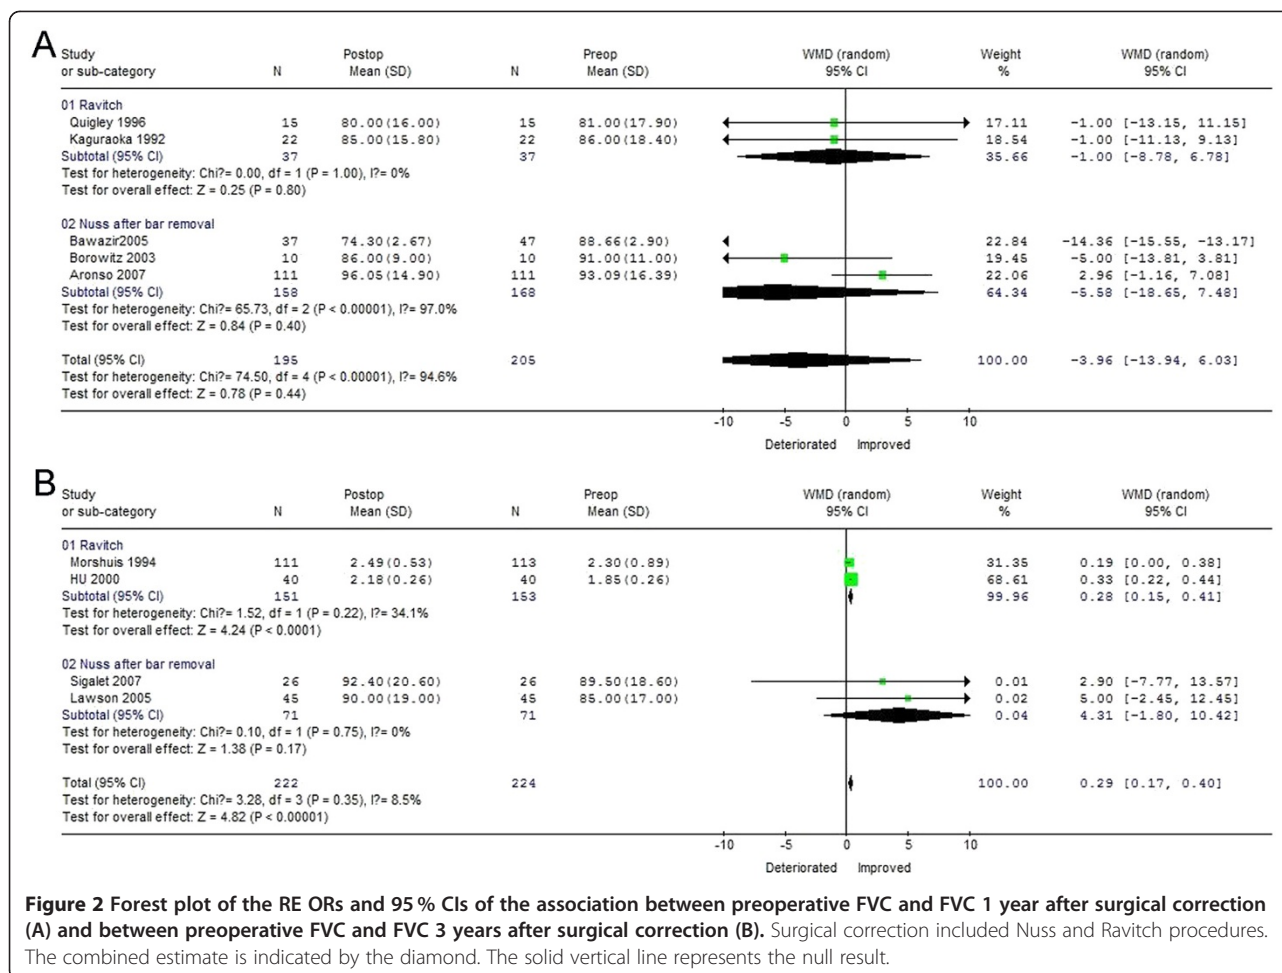 A
Study Postop Preop WMD (random) Weight WMD (random)
or sub-category N Mean (SD) N Mean (SD) 95% CI % 95% CI
01 Ravitch
Quigley 1996 15 80.00(16.00) 15 81.00(17.90) 17.11 -1.00 [-13.15, 11.15]
Kaguraoka 1992 22 85.00(15.80) 22 86.00(18.40) 18.54 -1.00 [-11.13, 9.13]
Subtotal (95% CI) 37 37 35.66 -1.00 [-8.78, 6.78]
Test for heterogeneity: Chi?= 0.00, df = 1 (P = 1.00), I?= 0%
Test for overall effect: Z = 0.25 (P = 0.80)
02 Nuss after bar removal
Bawazir2005 37 74.30(2.67) 47 88.66(2.90) 22.84 -14.36 [-15.55, -13.17]
Borowitz 2003 10 86.00(9.00) 10 91.00(11.00) 19.45 -5.00 [-13.81, 3.81]
Aronso 2007 111 96.05(14.90) 111 93.09(16.39) 22.06 2.96 [-1.16, 7.08]
Subtotal (95% CI) 158 168 64.34 -5.58 [-18.65, 7.48]
Test for heterogeneity: Chi?= 65.73, df = 2 (P < 0.00001), I?= 97.0%
Test for overall effect: Z = 0.84 (P = 0.40)
Total (95% CI) 195 205 100.00 -3.96 [-13.94, 6.03]
Test for heterogeneity: Chi?= 74.50, df = 4 (P < 0.00001), I?= 94.6%
Test for overall effect: Z = 0.78 (P = 0.44)
-10 -5 0 5 10
Deteriorated Improved
B
Study Postop Preop WMD (random) Weight WMD (random)
or sub-category N Mean (SD) N Mean (SD) 95% CI % 95% CI
01 Ravitch
Morshuis 1994 111 2.49(0.53) 113 2.30(0.89) 31.35 0.19 [0.00, 0.38]
HU 2000 40 2.18(0.26) 40 1.85(0.26) 68.61 0.33 [0.22, 0.44]
Subtotal (95% CI) 151 153 99.96 0.28 [0.15, 0.41]
Test for heterogeneity: Chi?= 1.52, df = 1 (P = 0.22), I?= 34.1%
Test for overall effect: Z = 4.24 (P < 0.0001)
02 Nuss after bar removal
Sigalet 2007 26 92.40(20.60) 26 89.50(18.60) 0.01 2.90 [-7.77, 13.57]
Lawson 2005 45 90.00(19.00) 45 85.00(17.00) 0.02 5.00 [-2.45, 12.45]
Subtotal (95% CI) 71 71 0.04 4.31 [-1.80, 10.42]
Test for heterogeneity: Chi?= 0.10, df = 1 (P = 0.75), I?= 0%
Test for overall effect: Z = 1.38 (P = 0.17)
Total (95% CI) 222 224 100.00 0.29 [0.17, 0.40]
Test for heterogeneity: Chi?= 3.28, df = 3 (P = 0.35), I?= 8.5%
Test for overall effect: Z = 4.82 (P < 0.00001)
-10 -5 0 5 10
Deteriorated Improved
Figure 2 Forest plot of the RE ORs and 95 % CIs of the association between preoperative FVC and FVC 1 year after surgical correction
(A) and between preoperative FVC and FVC 3 years after surgical correction (B). Surgical correction included Nuss and Ravitch procedures.
The combined estimate is indicated by the diamond. The solid vertical line represents the null result.